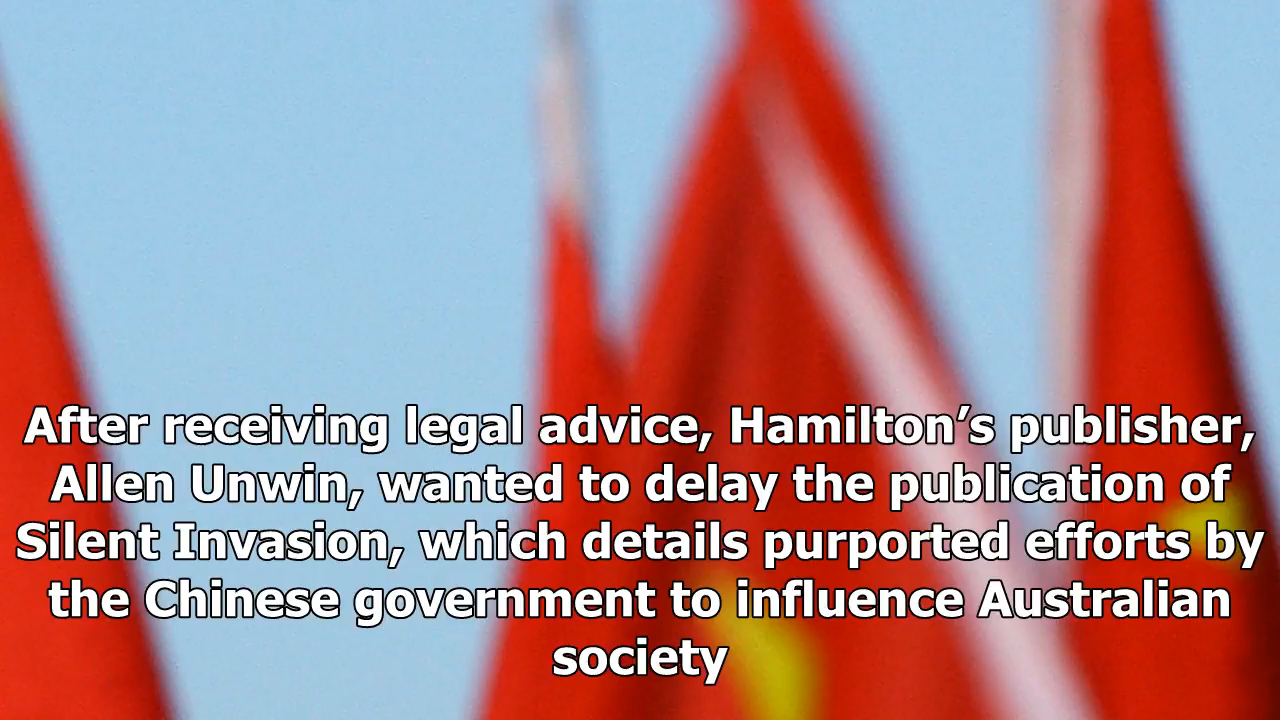 After receiving legal advice, Hamilton’s publisher,
Allen Unwin, wanted to delay the publication of
Silent Invasion, which details purported efforts by
the Chinese government to influence Australian
society